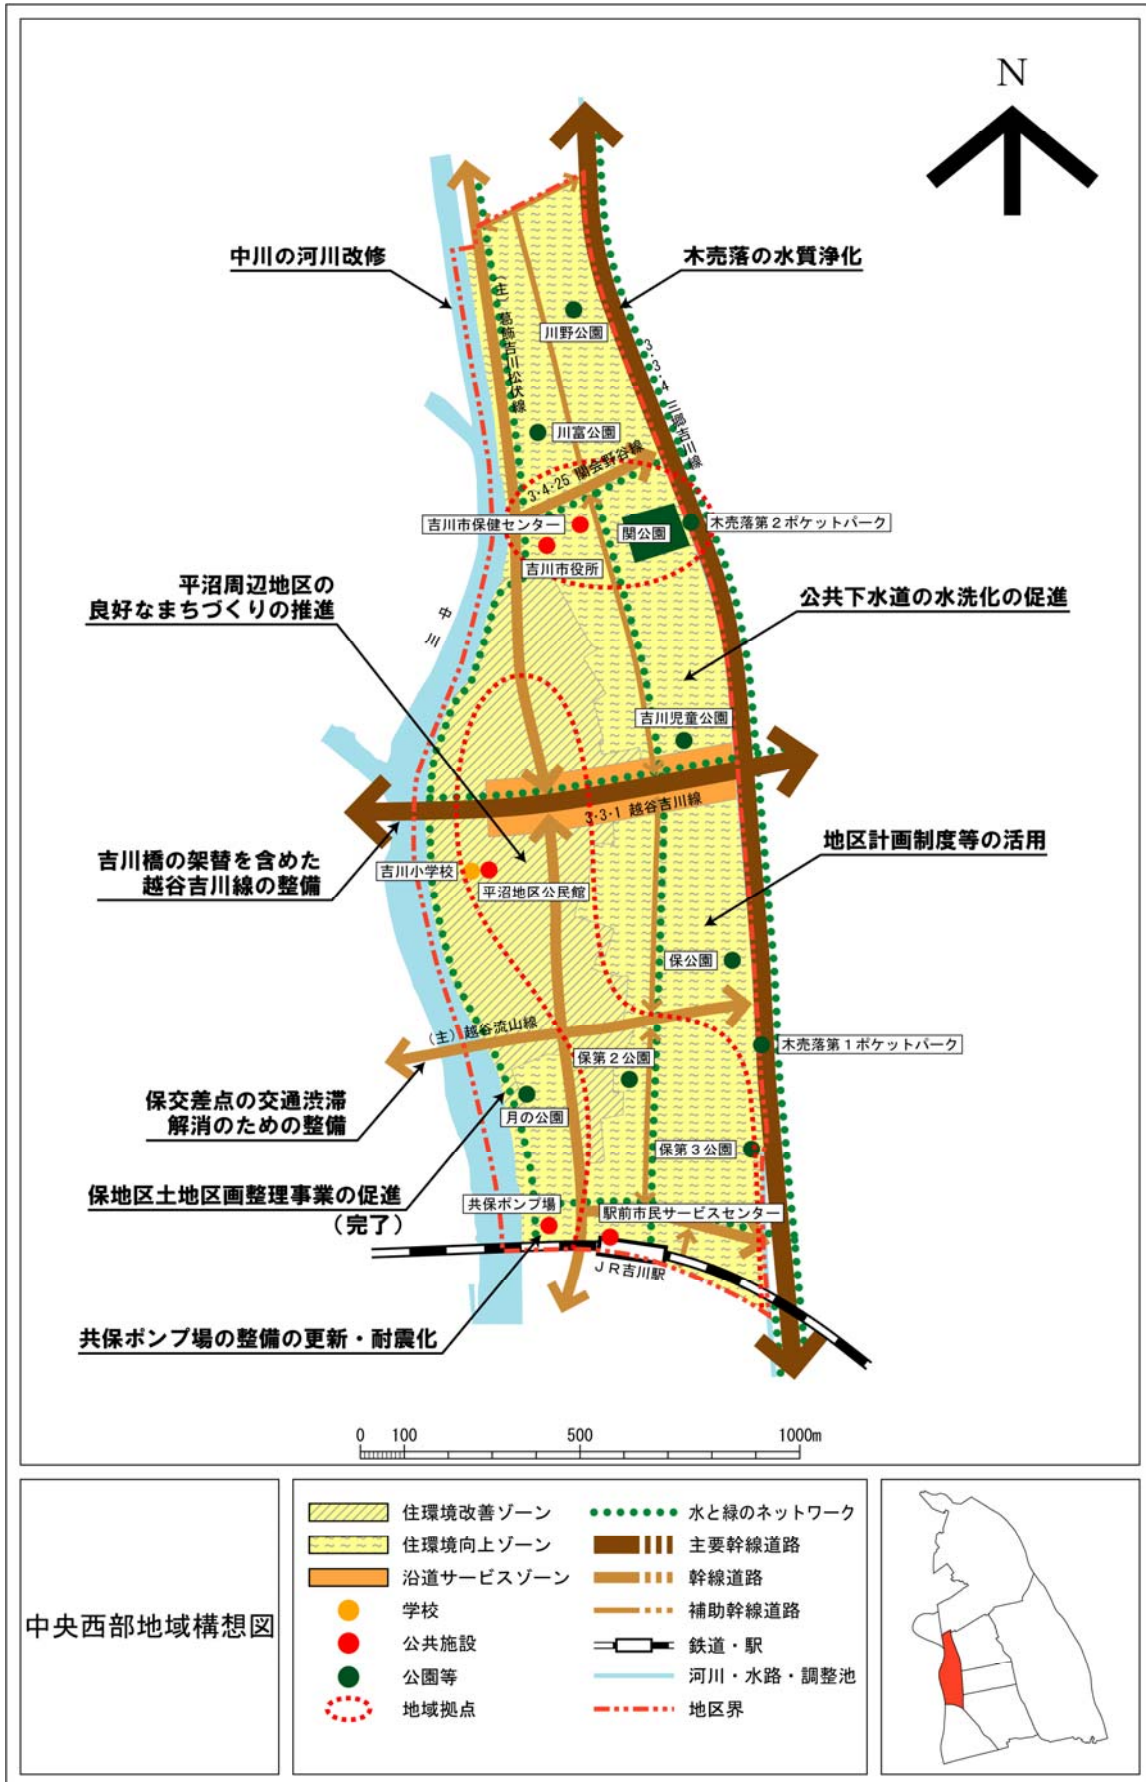 N
中川の河川改修
木売落の水質浄化
(主)葛飾吉川松伏線
川野公園
3・3・4 三郷吉川線
川富公園
3・4・25 関会野谷線
吉川市保健センター
関公園
木売落第2ポケットパーク
吉川市役所
平沼周辺地区の
良好なまちづくりの推進
公共下水道の水洗化の促進
中川
吉川児童公園
3・3・1 越谷吉川線
吉川橋の架替を含めた
越谷吉川線の整備
地区計画制度等の活用
吉川小学校
平沼地区公民館
保公園
(主)越谷流山線
木売落第1ポケットパーク
保第2公園
保交差点の交通渋滞
解消のための整備
月の公園
保第3公園
保地区土地区画整理事業の促進
(完了)
共保ポンプ場
駅前市民サービスセンター
JR吉川駅
共保ポンプ場の整備の更新・耐震化
0 100 500 1000m
中央西部地域構想図
住環境改善ゾーン
住環境向上ゾーン
沿道サービスゾーン
学校
公共施設
公園等
地域拠点
水と緑のネットワーク
主要幹線道路
幹線道路
補助幹線道路
鉄道・駅
河川・水路・調整池
地区界